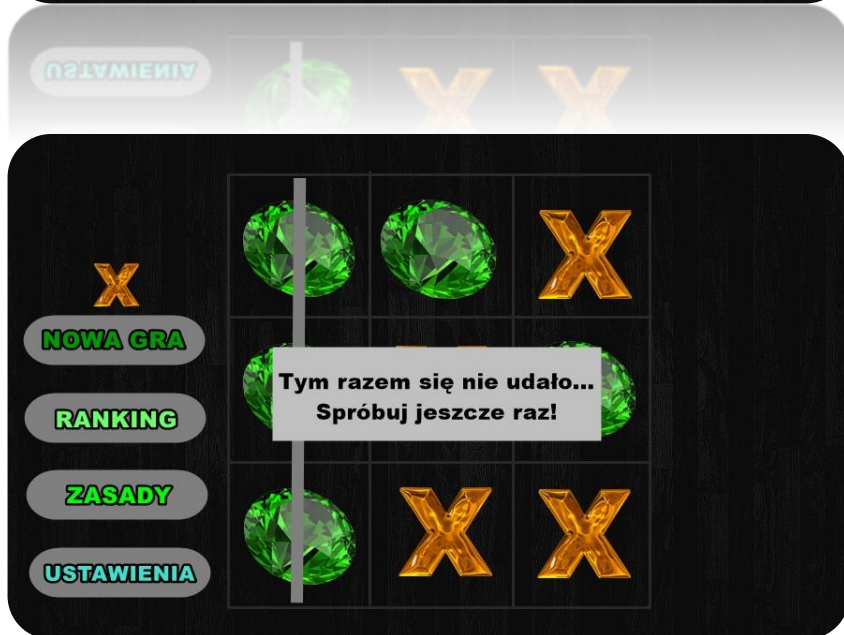 USTAWIENIA
NOWA GRA
Tym razem się nie udało...
Spróbuj jeszcze raz!
RANKING
ZASADY
USTAWIENIA